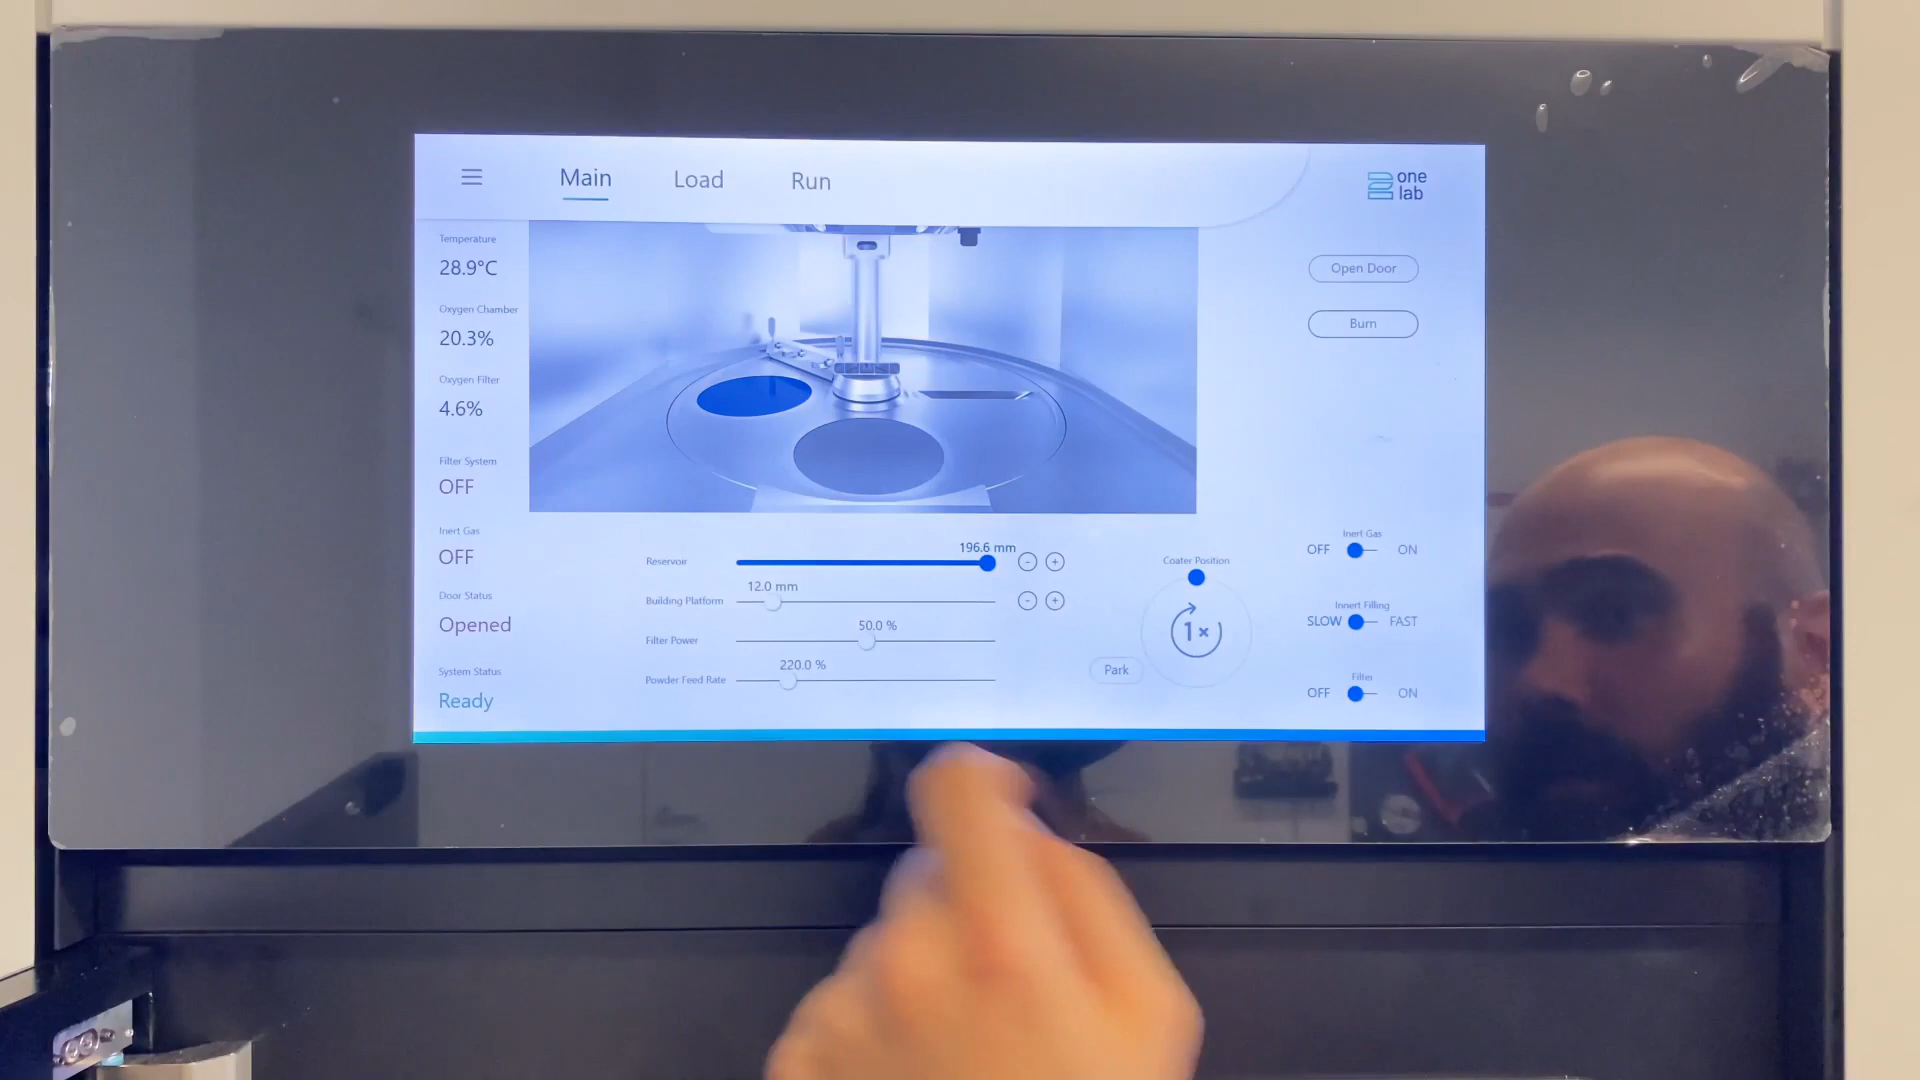 Main Load Run
one
lab
Temperature
28.9°C
Oxygen Chamber
20.3%
Oxygen Filter
4.6%
Filter System
OFF
Inert Gas
OFF
Door Status
Opened
System Status
Ready
Open Door
Burn
Reservoir 196.6 mm - +
Building Platform 12.0 mm - +
Filter Power 50.0 %
Powder Feed Rate 220.0 %
Coater Position
1×
Park
Inert Gas
OFF ON
Innert Filling
SLOW FAST
Filter
OFF ON